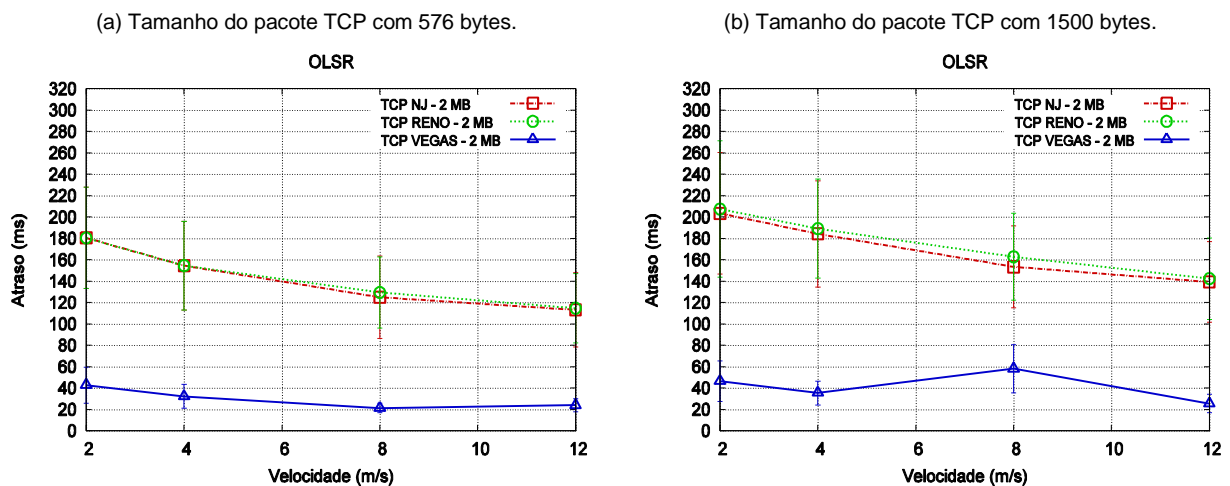 (a) Tamanho do pacote TCP com 576 bytes.
(b) Tamanho do pacote TCP com 1500 bytes.
OLSR
320
300
280
260
240
220
200
180
160
140
120
100
80
60
40
20
0
Atraso (ms)
TCP NJ - 2 MB
TCP RENO - 2 MB
TCP VEGAS - 2 MB
2 4 6 8 10 12
Velocidade (m/s)
OLSR
320
300
280
260
240
220
200
180
160
140
120
100
80
60
40
20
0
Atraso (ms)
TCP NJ - 2 MB
TCP RENO - 2 MB
TCP VEGAS - 2 MB
2 4 6 8 10 12
Velocidade (m/s)